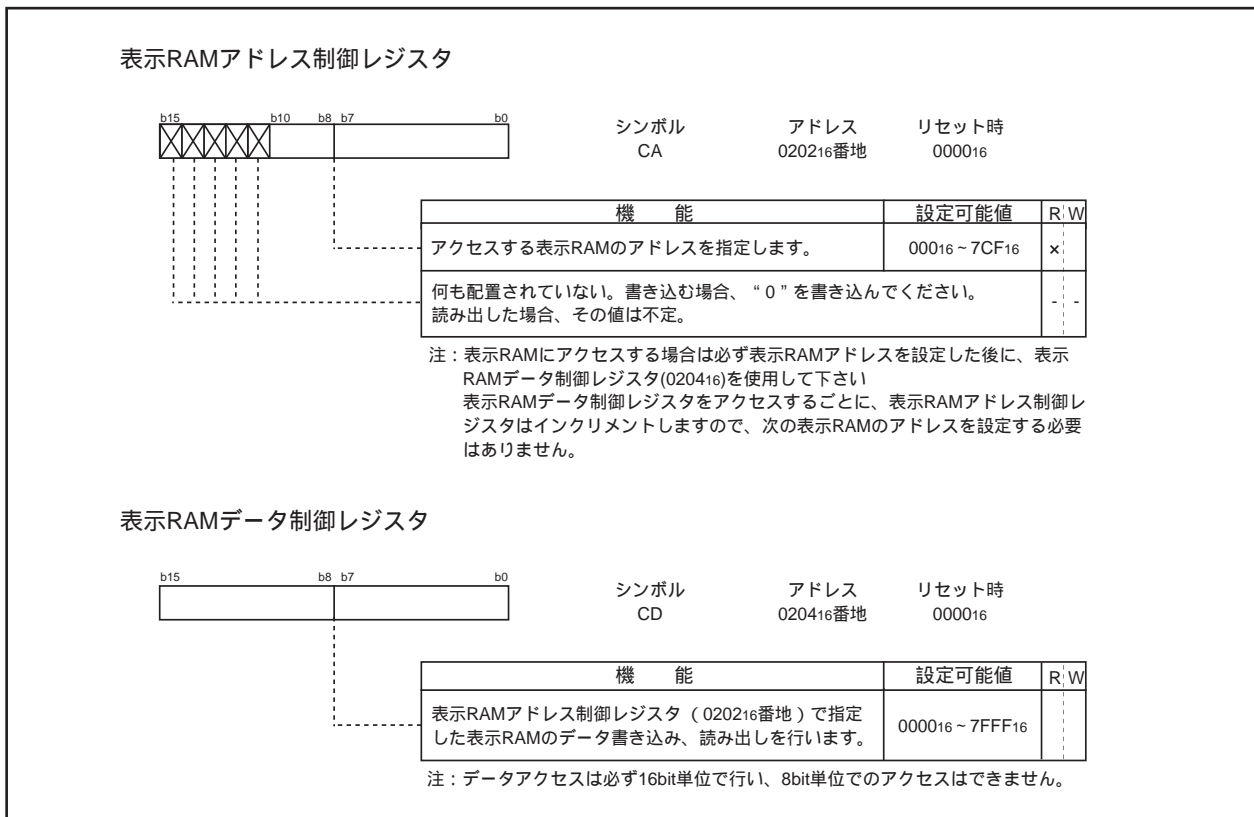 表示RAMアドレス制御レジスタ
b15 b10 b8 b7 b0
シンボル アドレス リセット時
CA 020216番地 000016
機 能 設定可能値 R W
アクセスする表示RAMのアドレスを指定します。 00016~7CF16 ×
何も配置されていない。書き込む場合、“0”を書き込んでください。
読み出した場合、その値は不定。 - -
注:表示RAMにアクセスする場合は必ず表示RAMアドレスを設定した後に、表示
RAMデータ制御レジスタ(020416)を使用して下さい
表示RAMデータ制御レジスタをアクセスするごとに、表示RAMアドレス制御レ
ジスタはインクリメントしますので、次の表示RAMのアドレスを設定する必要
はありません。
表示RAMデータ制御レジスタ
b15 b8 b7 b0
シンボル アドレス リセット時
CD 020416番地 000016
機 能 設定可能値 R W
表示RAMアドレス制御レジスタ(020216番地)で指定
した表示RAMのデータ書き込み、読み出しを行います。 000016~7FFF16
注:データアクセスは必ず16bit単位で行い、8bit単位でのアクセスはできません。